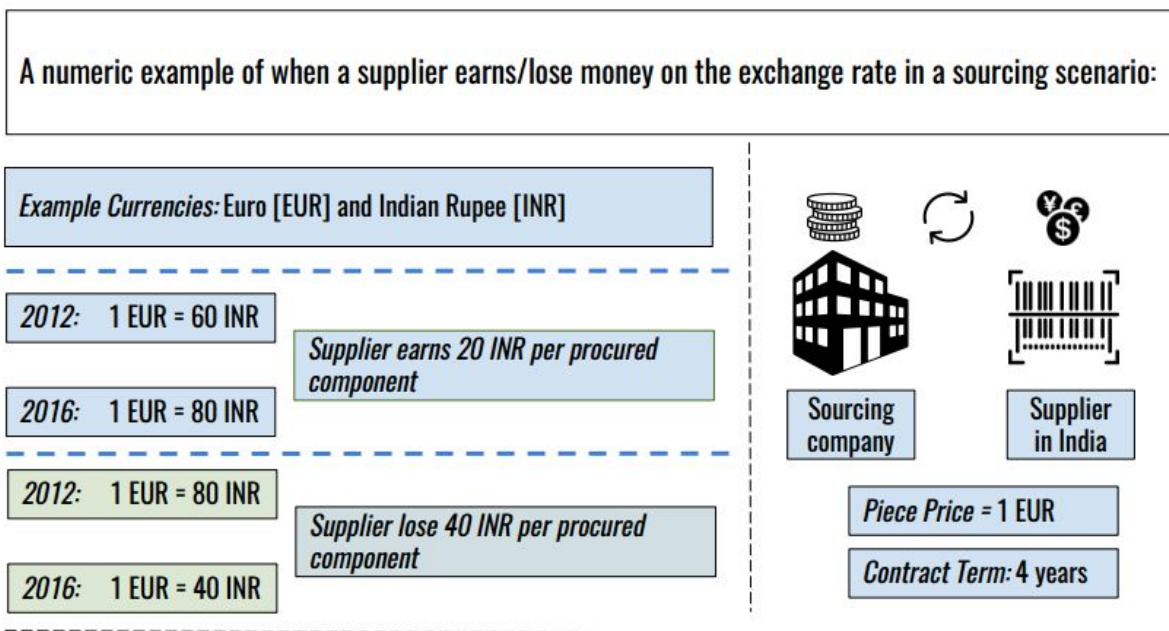 A numeric example of when a supplier earns/lose money on the exchange rate in a sourcing scenario:
Example Currencies: Euro [EUR] and Indian Rupee [INR]
2012: 1 EUR = 60 INR
Supplier earns 20 INR per procured
component
2016: 1 EUR = 80 INR
2012: 1 EUR = 80 INR
Supplier lose 40 INR per procured
component
2016: 1 EUR = 40 INR
¥ £
$
Sourcing
company
Supplier
in India
Piece Price = 1 EUR
Contract Term: 4 years